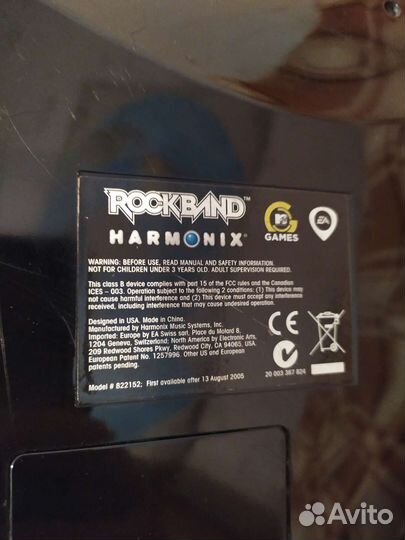 ROCKBAND™
HARMONIX®
MTV
G
GAMES
EA
WARNING: BEFORE USE, READ MANUAL AND SAFETY INFORMATION.
NOT FOR CHILDREN UNDER 3 YEARS OLD. ADULT SUPERVISION REQUIRED.
This class B device complies with part 15 of the FCC rules and the Canadian
ICES - 003. Operation subject to the following 2 conditions: (1) This device may
not cause harmful interference and (2) This device must accept any interference
received, including interference that may cause undesired operation.
Designed in USA. Made in China.
Manufactured by Harmonix Music Systems, Inc.
Imported: Europe by EA Swiss sarl, Place du Molard 8,
1204 Geneva, Switzerland; North America by Electronic Arts,
209 Redwood Shores Pkwy, Redwood City, CA 94065, USA.
European Patent No. 1257996. Other US and European
patents pending.
CE
N
20 003 387 824
Model # 822152; First available after 13 August 2005
Avito